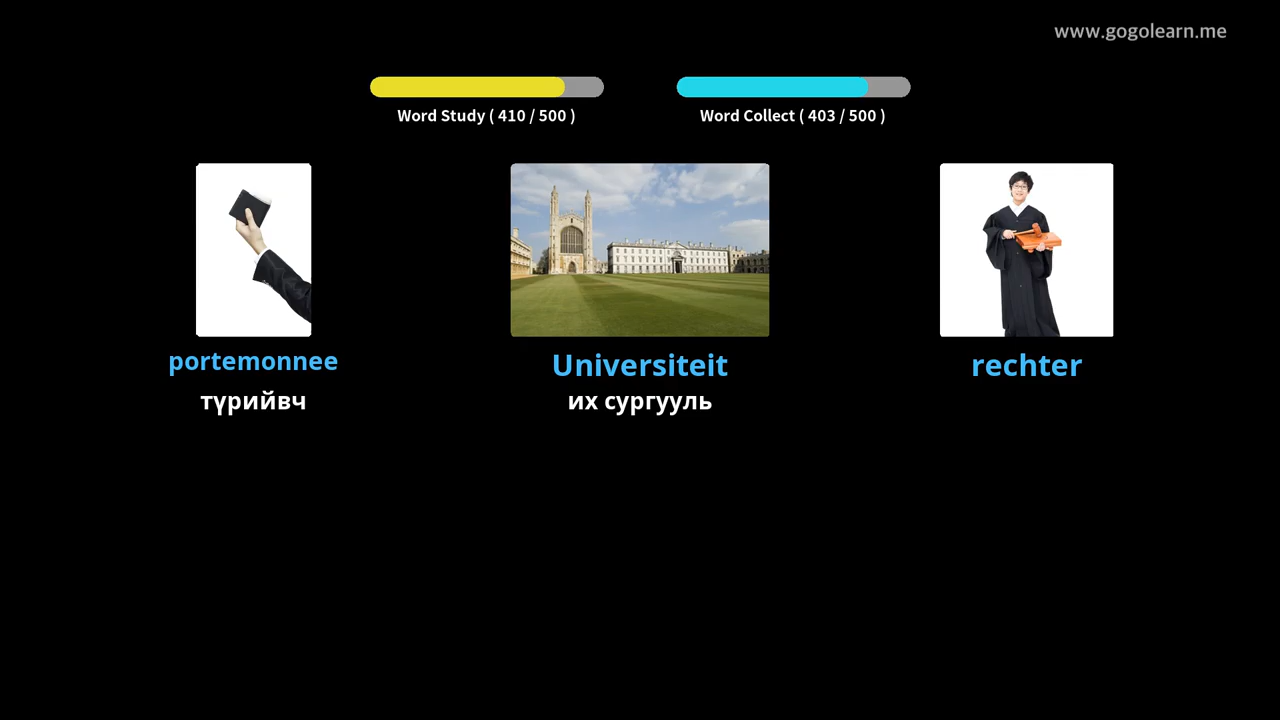 www.gogolearn.me
Word Study ( 410 / 500 )
Word Collect ( 403 / 500 )
portemonnee
түрийвч
Universiteit
их сургууль
rechter